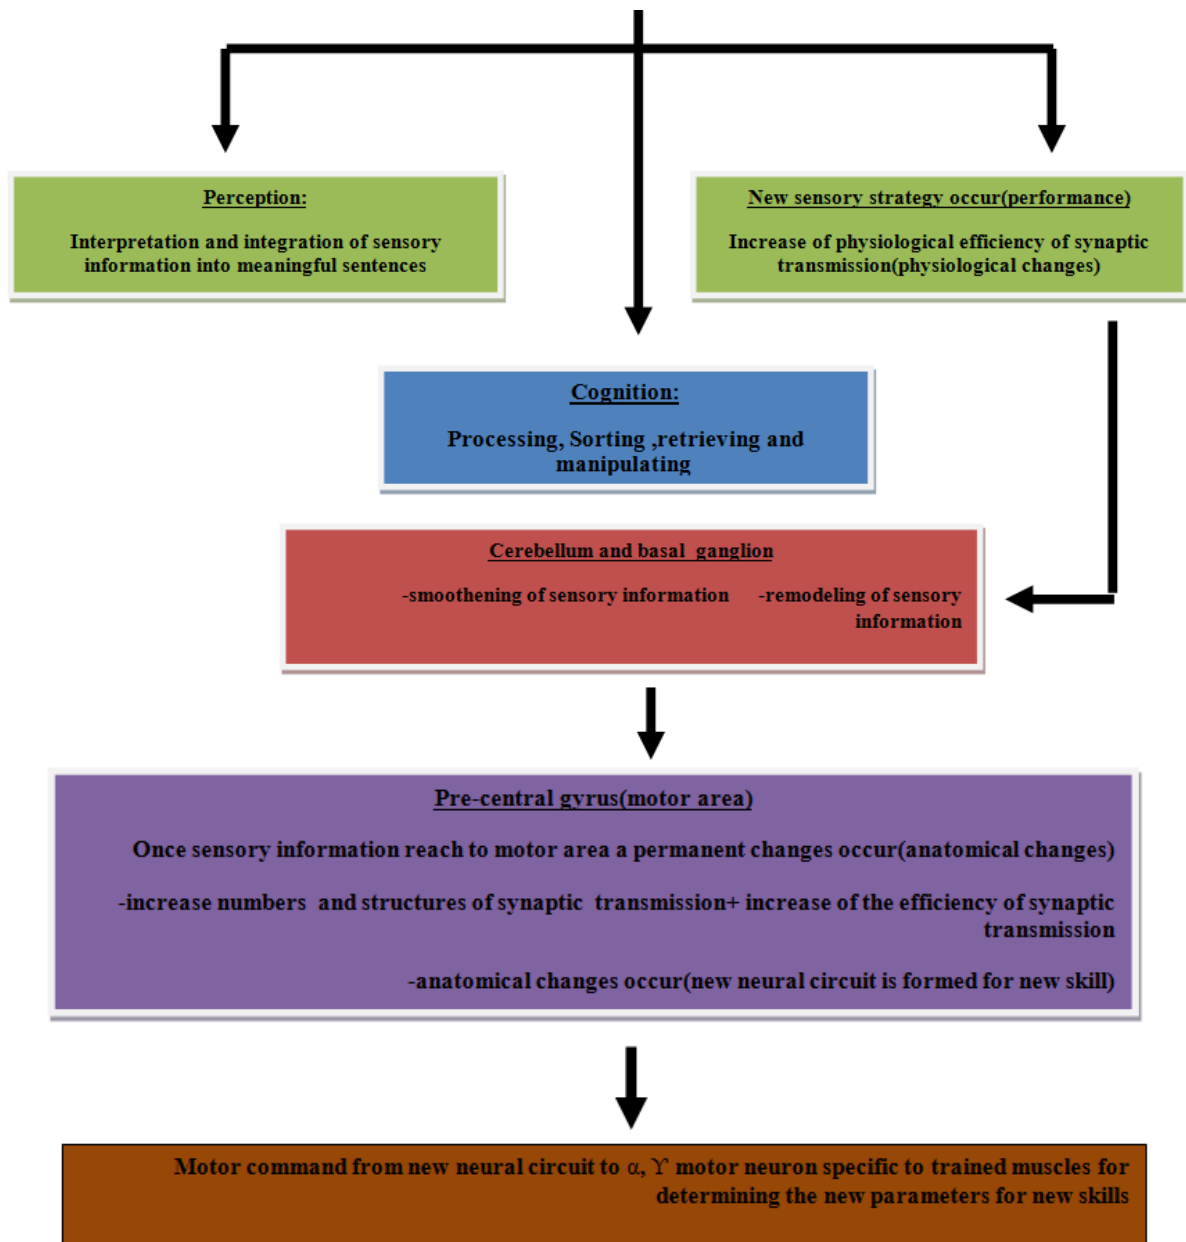 Perception:
Interpretation and integration of sensory
information into meaningful sentences
New sensory strategy occur(performance)
Increase of physiological efficiency of synaptic
transmission(physiological changes)
Cognition:
Processing, Sorting ,retrieving and
manipulating
Cerebellum and basal ganglion
-smoothening of sensory information -remodeling of sensory
information
Pre-central gyrus(motor area)
Once sensory information reach to motor area a permanent changes occur(anatomical changes)
-increase numbers and structures of synaptic transmission+ increase of the efficiency of synaptic
transmission
-anatomical changes occur(new neural circuit is formed for new skill)
Motor command from new neural circuit to α, ϒ motor neuron specific to trained muscles for
determining the new parameters for new skills